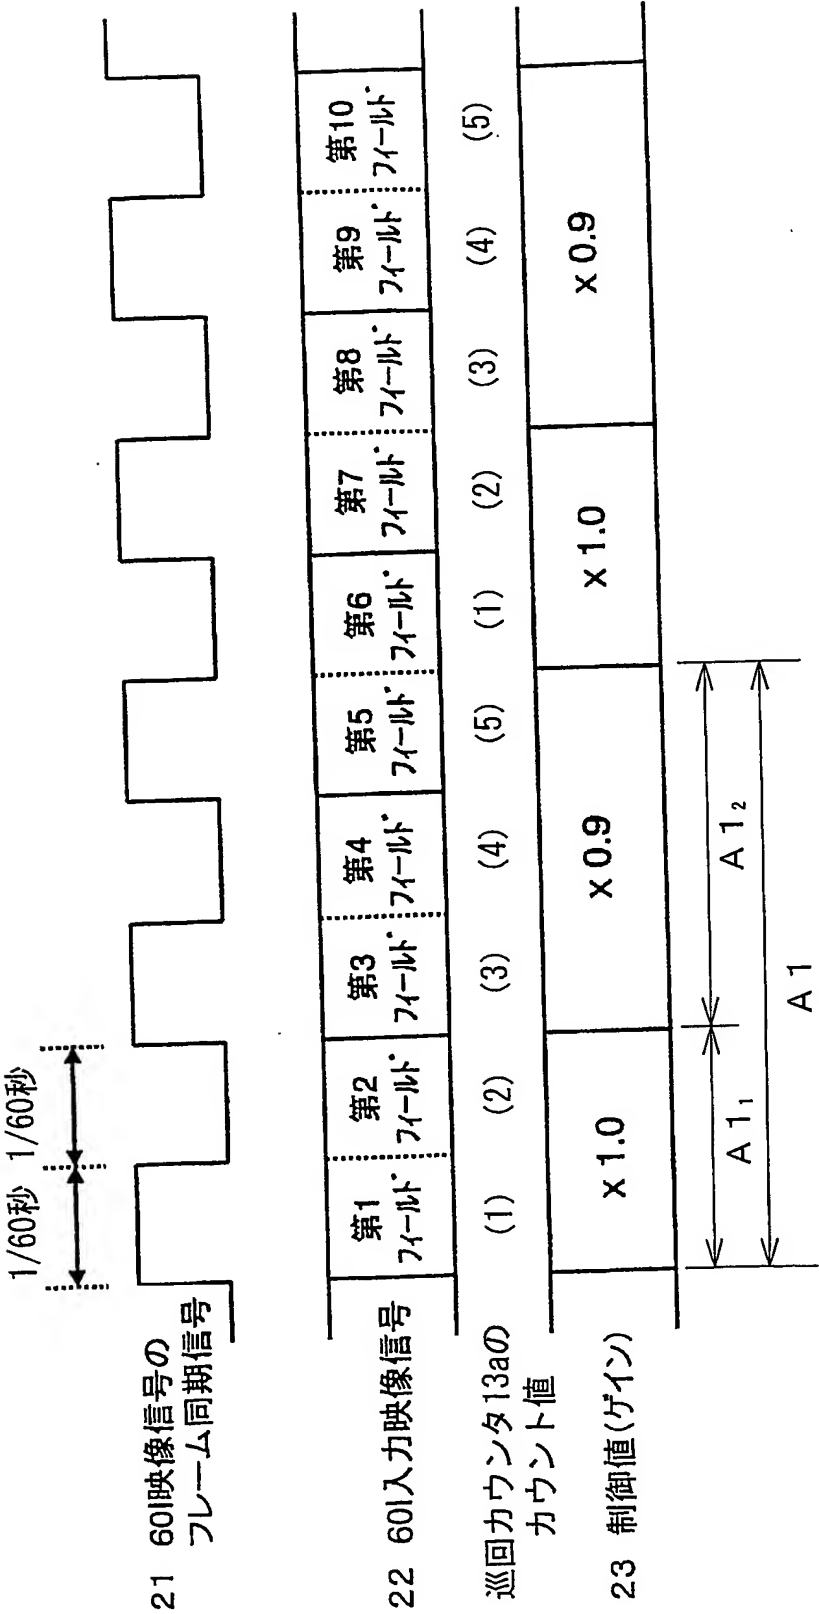 1/60秒 1/60秒
21 60I映像信号の
フレーム同期信号
22 60I入力映像信号
第1
フィールド
第2
フィールド
第3
フィールド
第4
フィールド
第5
フィールド
第6
フィールド
第7
フィールド
第8
フィールド
第9
フィールド
第10
フィールド
巡回カウンタ13aの
カウント値
(1) (2) (3) (4) (5) (1) (2) (3) (4) (5)
23 制御値(ゲイン)
x 1.0 x 0.9 x 1.0 x 0.9
A1₁ A1₂
A1